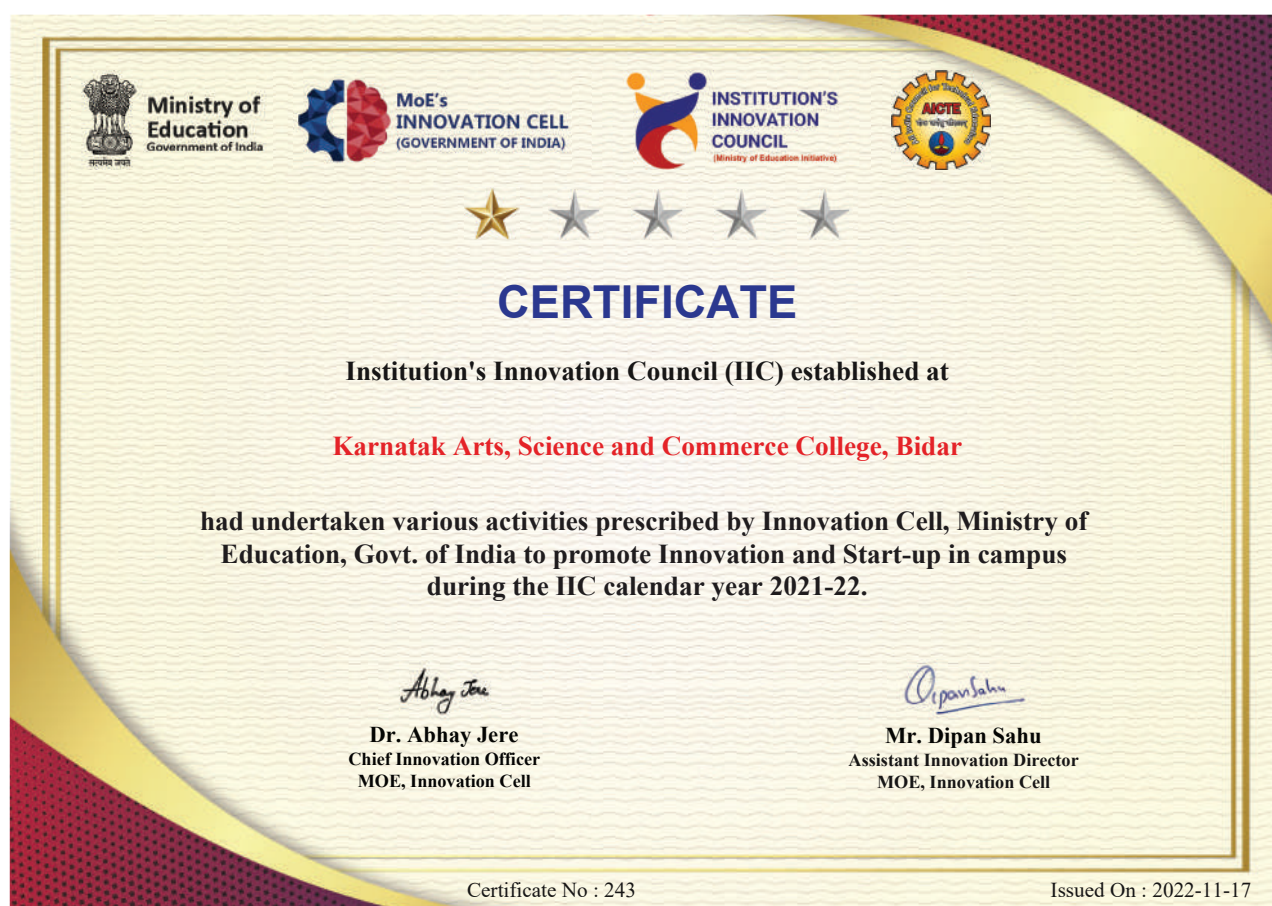 Ministry of
Education
Government of India
सत्यमेव जयते
MoE's
INNOVATION CELL
(GOVERNMENT OF INDIA)
INSTITUTION'S
INNOVATION
COUNCIL
(Ministry of Education Initiative)
AICTE
CERTIFICATE
Institution's Innovation Council (IIC) established at
Karnatak Arts, Science and Commerce College, Bidar
had undertaken various activities prescribed by Innovation Cell, Ministry of
Education, Govt. of India to promote Innovation and Start-up in campus
during the IIC calendar year 2021-22.
Abhay Jere
Dipan Sahu
Dr. Abhay Jere
Chief Innovation Officer
MOE, Innovation Cell
Mr. Dipan Sahu
Assistant Innovation Director
MOE, Innovation Cell
Certificate No : 243
Issued On : 2022-11-17